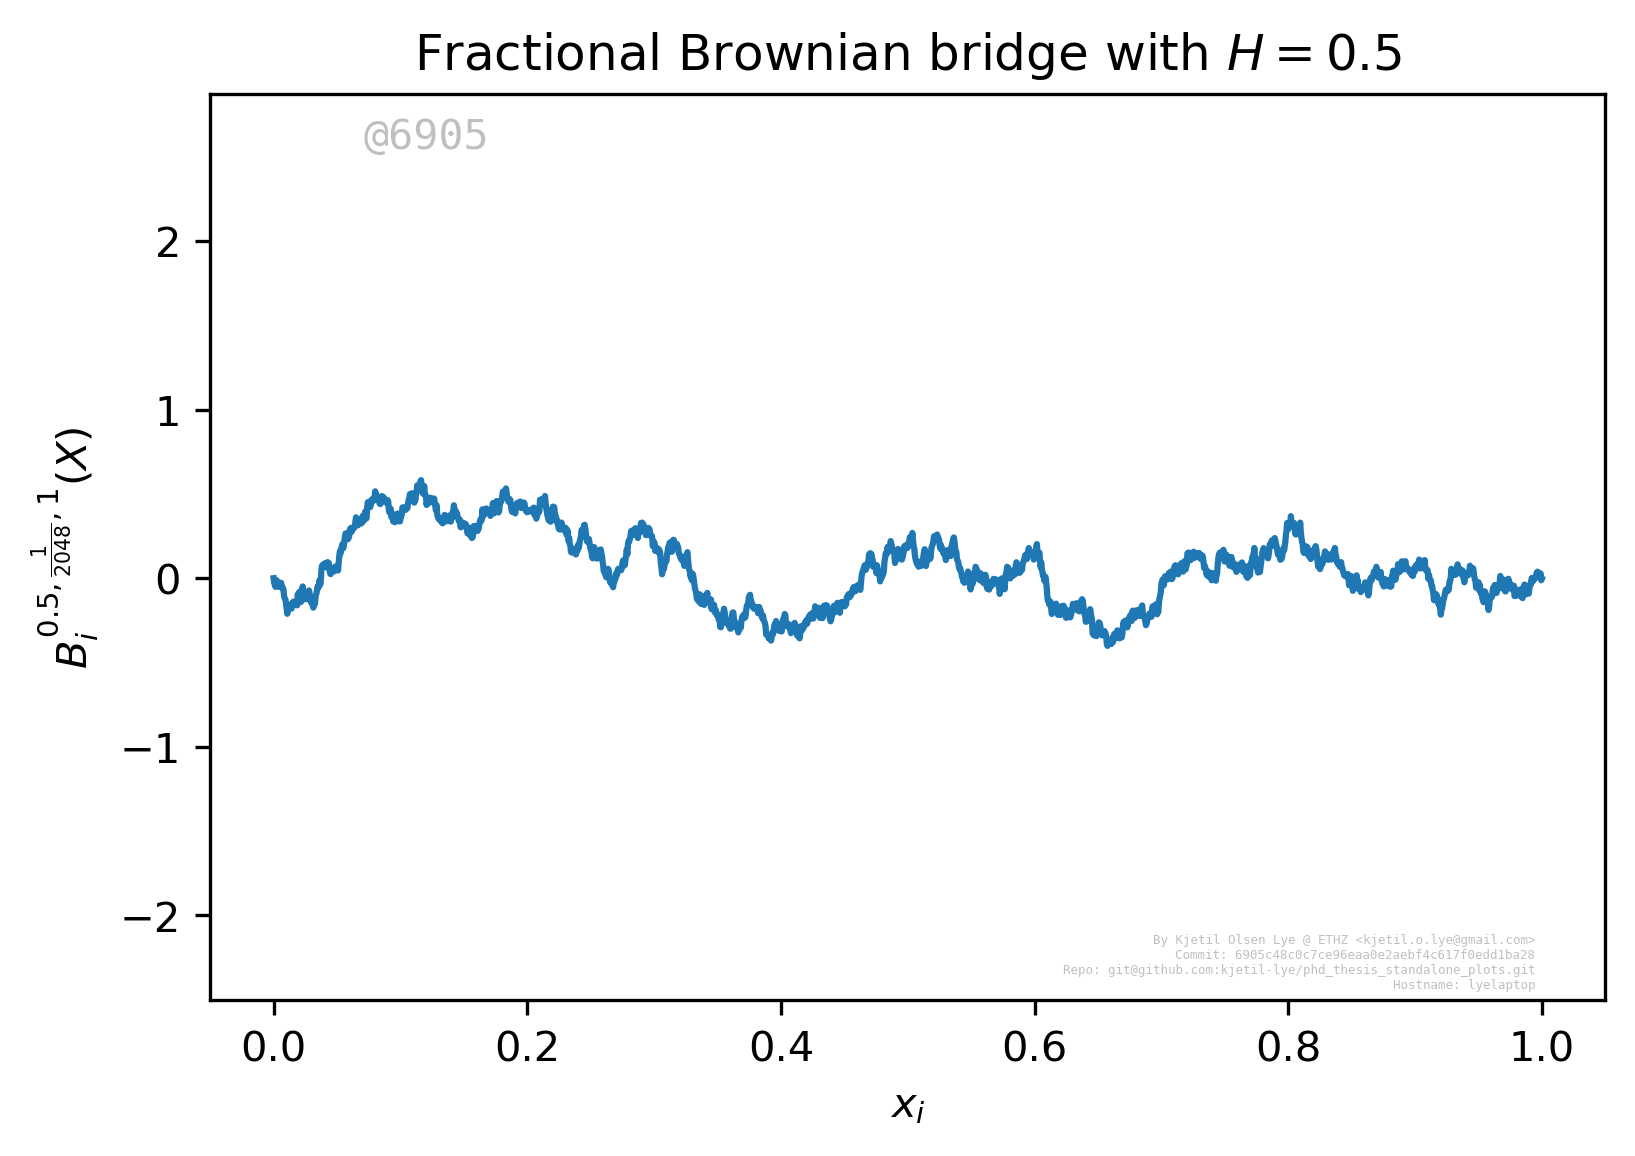 Fractional Brownian bridge with H = 0.5
@6905
2
1
0
−1
−2
B_i^{0.5, \frac{1}{2048}, 1}(X)
By Kjetil Olsen Lye @ ETHZ <kjetil.o.lye@gmail.com>
Commit: 6905c48c0c7ce96eaa0e2aebf4c617f0edd1ba28
Repo: git@github.com:kjetil-lye/phd_thesis_standalone_plots.git
Hostname: lyelaptop
0.0 0.2 0.4 0.6 0.8 1.0
x_i